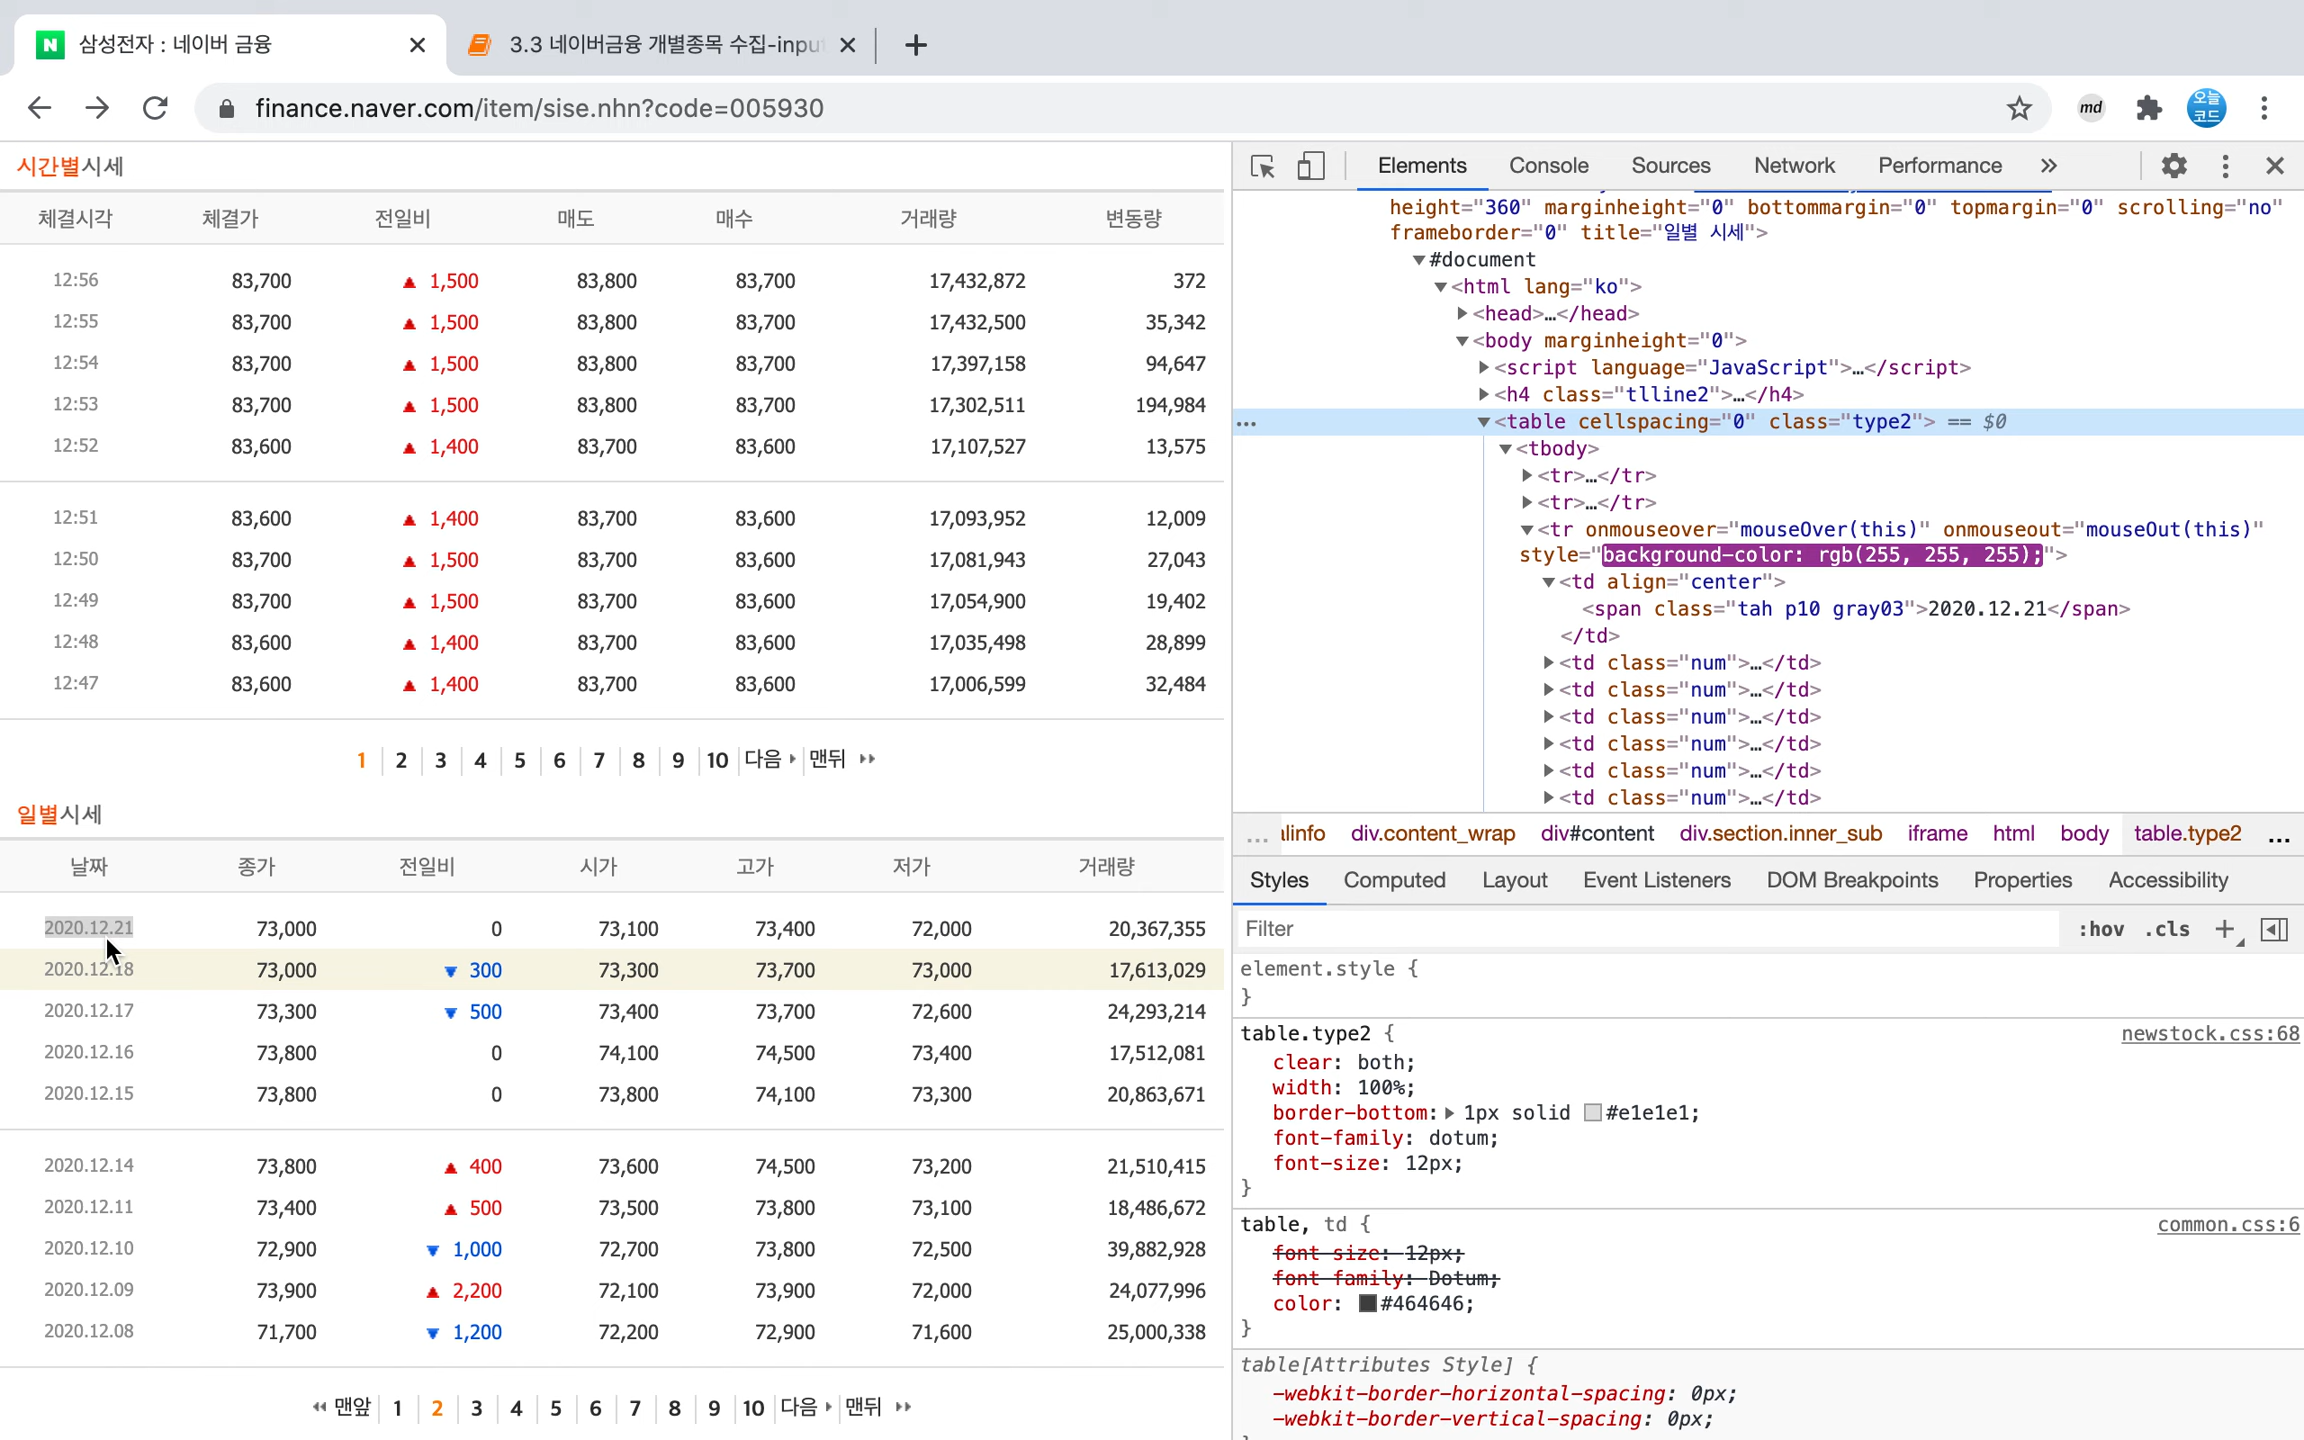 삼성전자 : 네이버 금융
3.3 네이버금융 개별종목 수집-inpu
finance.naver.com/item/sise.nhn?code=005930
md
오늘
코드
시간별시세
체결시각 체결가 전일비 매도 매수 거래량 변동량
12:56 83,700 ▲ 1,500 83,800 83,700 17,432,872 372
12:55 83,700 ▲ 1,500 83,800 83,700 17,432,500 35,342
12:54 83,700 ▲ 1,500 83,800 83,700 17,397,158 94,647
12:53 83,700 ▲ 1,500 83,800 83,700 17,302,511 194,984
12:52 83,600 ▲ 1,400 83,700 83,600 17,107,527 13,575
12:51 83,600 ▲ 1,400 83,700 83,600 17,093,952 12,009
12:50 83,700 ▲ 1,500 83,700 83,600 17,081,943 27,043
12:49 83,700 ▲ 1,500 83,700 83,600 17,054,900 19,402
12:48 83,600 ▲ 1,400 83,700 83,600 17,035,498 28,899
12:47 83,600 ▲ 1,400 83,700 83,600 17,006,599 32,484
1 2 3 4 5 6 7 8 9 10 다음 맨뒤
일별시세
날짜 종가 전일비 시가 고가 저가 거래량
2020.12.21 73,000 0 73,100 73,400 72,000 20,367,355
2020.12.18 73,000 ▼ 300 73,300 73,700 73,000 17,613,029
2020.12.17 73,300 ▼ 500 73,400 73,700 72,600 24,293,214
2020.12.16 73,800 0 74,100 74,500 73,400 17,512,081
2020.12.15 73,800 0 73,800 74,100 73,300 20,863,671
2020.12.14 73,800 ▲ 400 73,600 74,500 73,200 21,510,415
2020.12.11 73,400 ▲ 500 73,500 73,800 73,100 18,486,672
2020.12.10 72,900 ▼ 1,000 72,700 73,800 72,500 39,882,928
2020.12.09 73,900 ▲ 2,200 72,100 73,900 72,000 24,077,996
2020.12.08 71,700 ▼ 1,200 72,200 72,900 71,600 25,000,338
맨앞 1 2 3 4 5 6 7 8 9 10 다음 맨뒤
Elements Console Sources Network Performance »
height="360" marginheight="0" bottommargin="0" topmargin="0" scrolling="no"
frameborder="0" title="일별 시세">
▼#document
▼<html lang="ko">
▶<head>…</head>
▼<body marginheight="0">
▶<script language="JavaScript">…</script>
▶<h4 class="tlline2">…</h4>
… ▼<table cellspacing="0" class="type2"> == $0
▼<tbody>
▶<tr>…</tr>
▶<tr>…</tr>
▼<tr onmouseover="mouseOver(this)" onmouseout="mouseOut(this)"
style="background-color: rgb(255, 255, 255);">
▼<td align="center">
<span class="tah p10 gray03">2020.12.21</span>
</td>
▶<td class="num">…</td>
▶<td class="num">…</td>
▶<td class="num">…</td>
▶<td class="num">…</td>
▶<td class="num">…</td>
▶<td class="num">…</td>
… alinfo div.content_wrap div#content div.section.inner_sub iframe html body table.type2 …
Styles Computed Layout Event Listeners DOM Breakpoints Properties Accessibility
Filter :hov .cls +
element.style {
}
table.type2 { newstock.css:68
clear: both;
width: 100%;
border-bottom: ▶ 1px solid #e1e1e1;
font-family: dotum;
font-size: 12px;
}
table, td { common.css:6
font-size: 12px;
font-family: Dotum;
color: #464646;
}
table[Attributes Style] {
-webkit-border-horizontal-spacing: 0px;
-webkit-border-vertical-spacing: 0px;